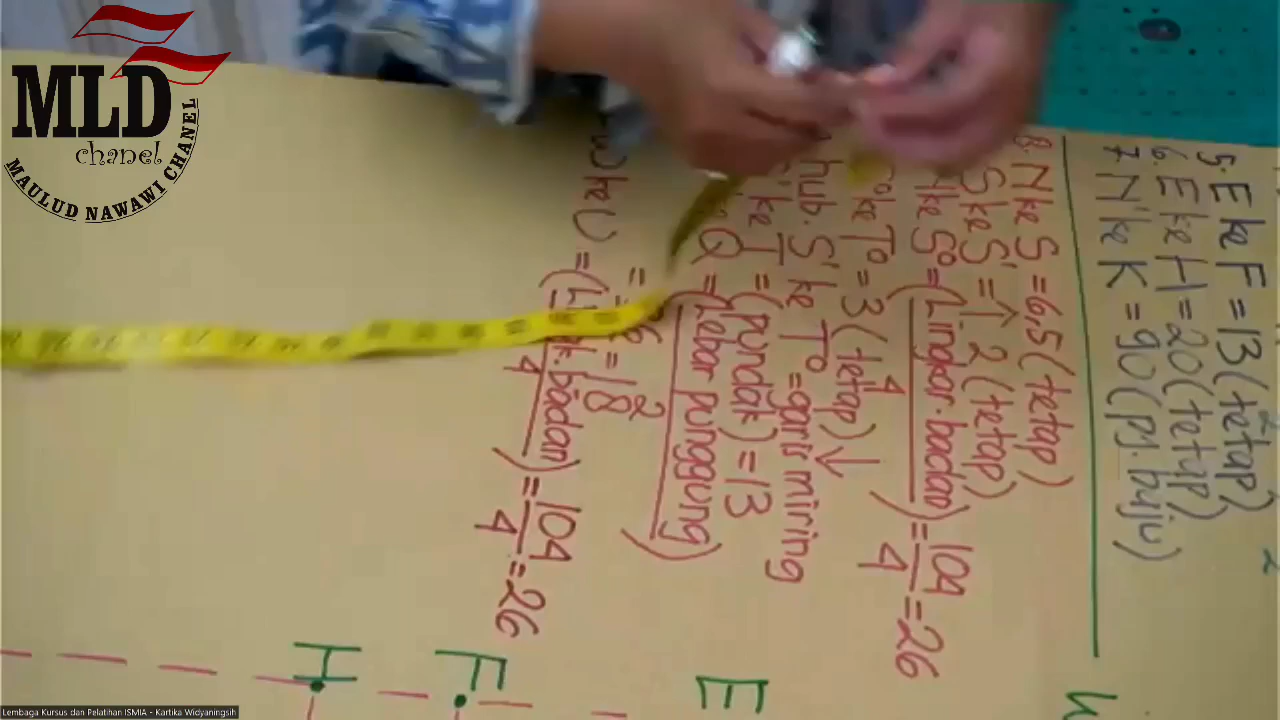 MLD
chanel
MAULUD NAWAWI CHANEL
5. E ke F = 13 (tetap)
6. E ke H = 20 (tetap)
7. N ke K = 90 (pj. baju)
8. N ke S = 6,5 (tetap)
S ke S' = → 2 (tetap)
ke S° = (Lingkar badan) = 104 = 26
4 4
ke T° = 3 (tetap) ↓
hub. S' ke T° = garis miring
S' ke T = (pundak) = 13
Q = (Lebar punggung)
2
= 18
ke U = badan) = 104 = 26
4 4
E
F
H
Lembaga Kursus dan Pelatihan ISMIA - Kartika Widyaningsih